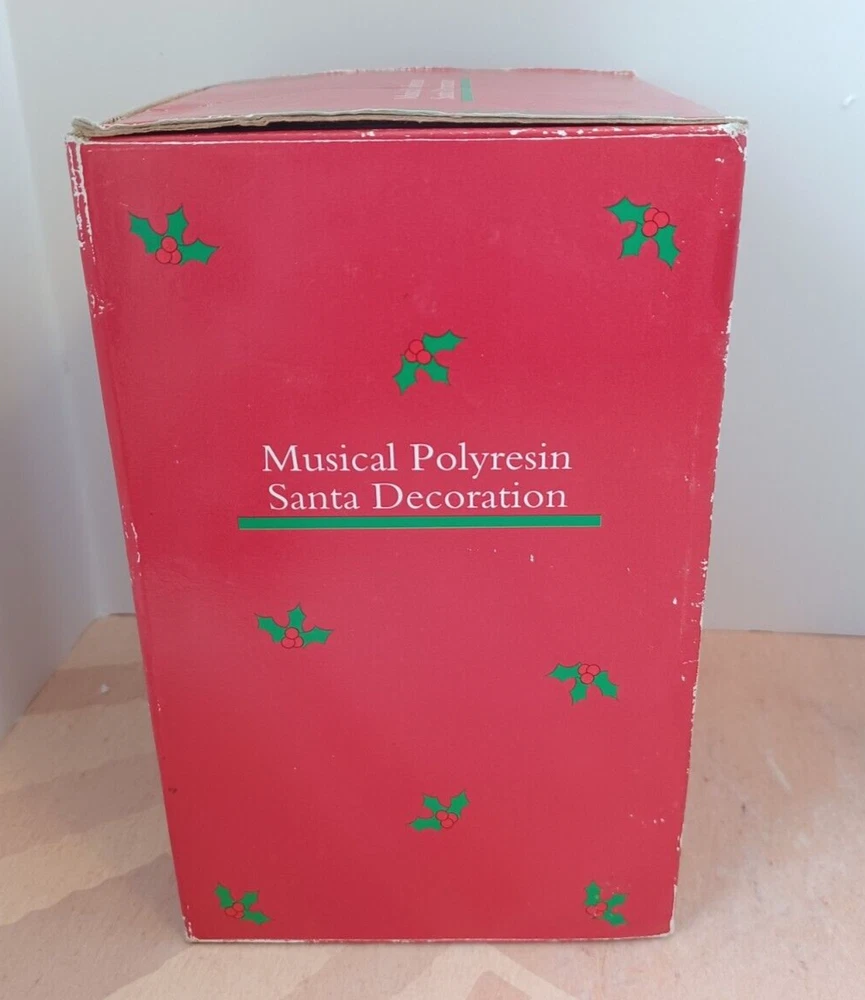 Musical Polyresin
Santa Decoration